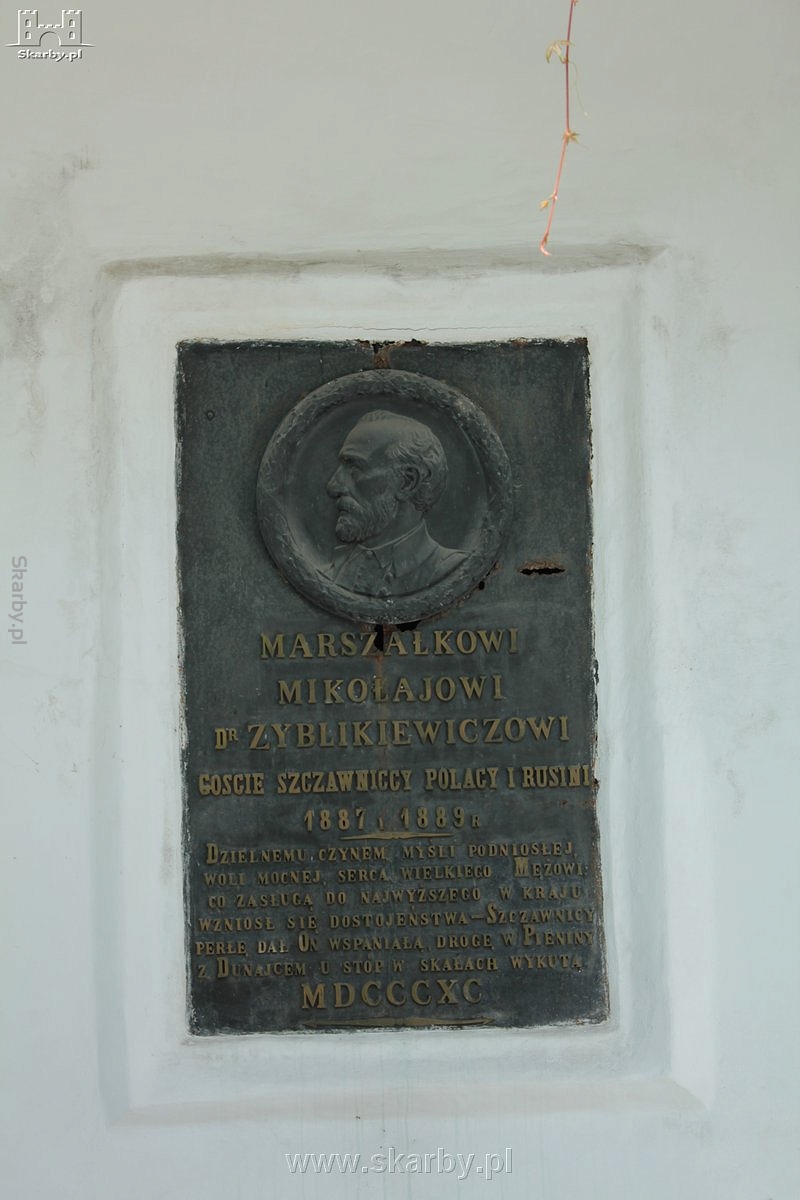 Skarby.pl
MARSZAŁKOWI
MIKOŁAJOWI
DR ZYBLIKIEWICZOWI
GOSCIE SZCZAWNICCY POLACY I RUSINI
1887 I 1889 R
DZIELNEMU CZYNEM, MYSLI PODNIOSŁEJ,
WOLI MOCNEJ, SERCA WIELKIEGO MĘŻOWI:
CO ZASŁUGĄ DO NAJWYŻSZEGO W KRAJU
WZNIOSŁ SIĘ DOSTOJEŃSTWA – SZCZAWNICY
PERŁĘ DAŁ ON WSPANIAŁĄ, DROGĘ W PIENINY
Z DUNAJCEM U STÓP W SKAŁACH WYKUTĄ
MDCCCXC
Skarby.pl
www.skarby.pl